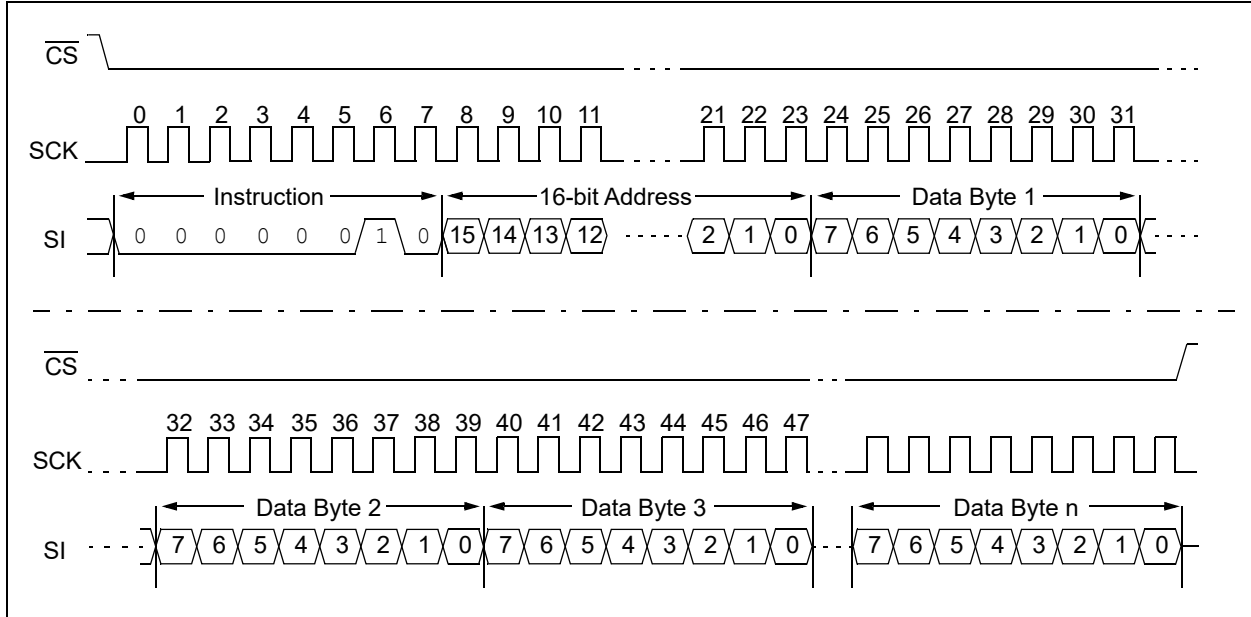 CS
0 1 2 3 4 5 6 7 8 9 10 11 21 22 23 24 25 26 27 28 29 30 31
SCK
Instruction 16-bit Address Data Byte 1
SI 0 0 0 0 0 0 1 0 15 14 13 12 2 1 0 7 6 5 4 3 2 1 0
CS
32 33 34 35 36 37 38 39 40 41 42 43 44 45 46 47
SCK
Data Byte 2 Data Byte 3 Data Byte n
SI 7 6 5 4 3 2 1 0 7 6 5 4 3 2 1 0 7 6 5 4 3 2 1 0